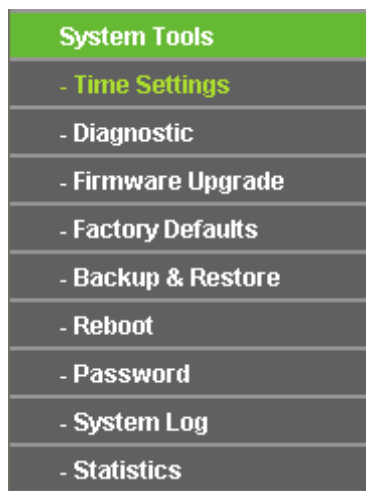 System Tools
- Time Settings
- Diagnostic
- Firmware Upgrade
- Factory Defaults
- Backup & Restore
- Reboot
- Password
- System Log
- Statistics